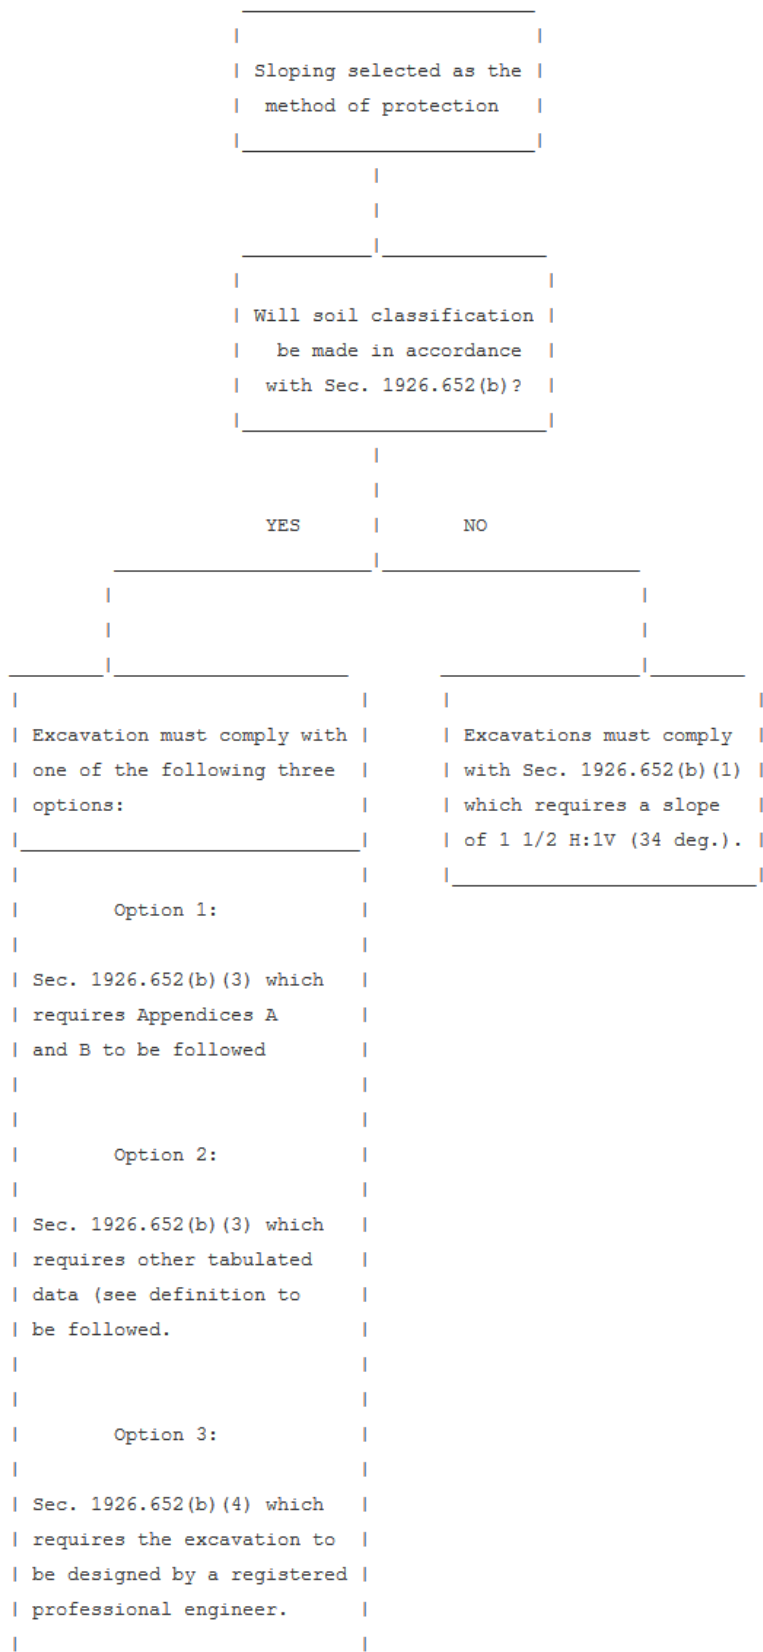 Sloping selected as the
method of protection
Will soil classification
be made in accordance
with Sec. 1926.652(b)?
YES NO
Excavation must comply with
one of the following three
options:
Option 1:
Sec. 1926.652(b)(3) which
requires Appendices A
and B to be followed
Option 2:
Sec. 1926.652(b)(3) which
requires other tabulated
data (see definition to
be followed.
Option 3:
Sec. 1926.652(b)(4) which
requires the excavation to
be designed by a registered
professional engineer.
Excavations must comply
with Sec. 1926.652(b)(1)
which requires a slope
of 1 1/2 H:1V (34 deg.).